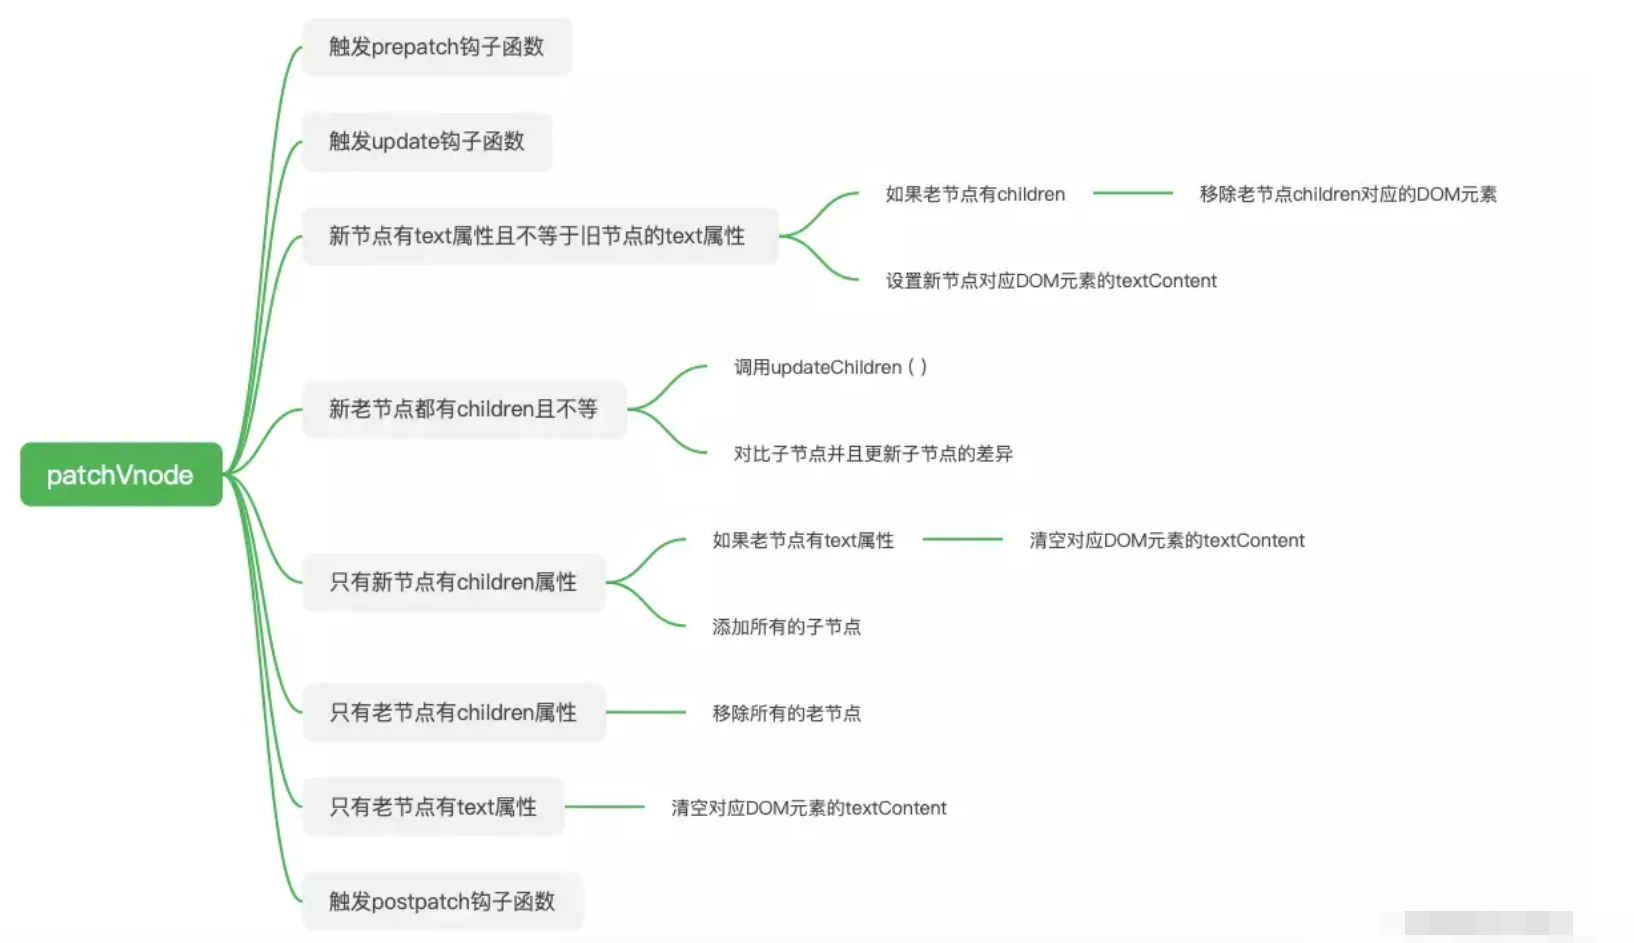 触发prepatch钩子函数
触发update钩子函数
新节点有text属性且不等于旧节点的text属性
如果老节点有children
移除老节点children对应的DOM元素
设置新节点对应DOM元素的textContent
新老节点都有children且不等
调用updateChildren ( )
对比子节点并且更新子节点的差异
patchVnode
只有新节点有children属性
如果老节点有text属性
清空对应DOM元素的textContent
添加所有的子节点
只有老节点有children属性
移除所有的老节点
只有老节点有text属性
清空对应DOM元素的textContent
触发postpatch钩子函数